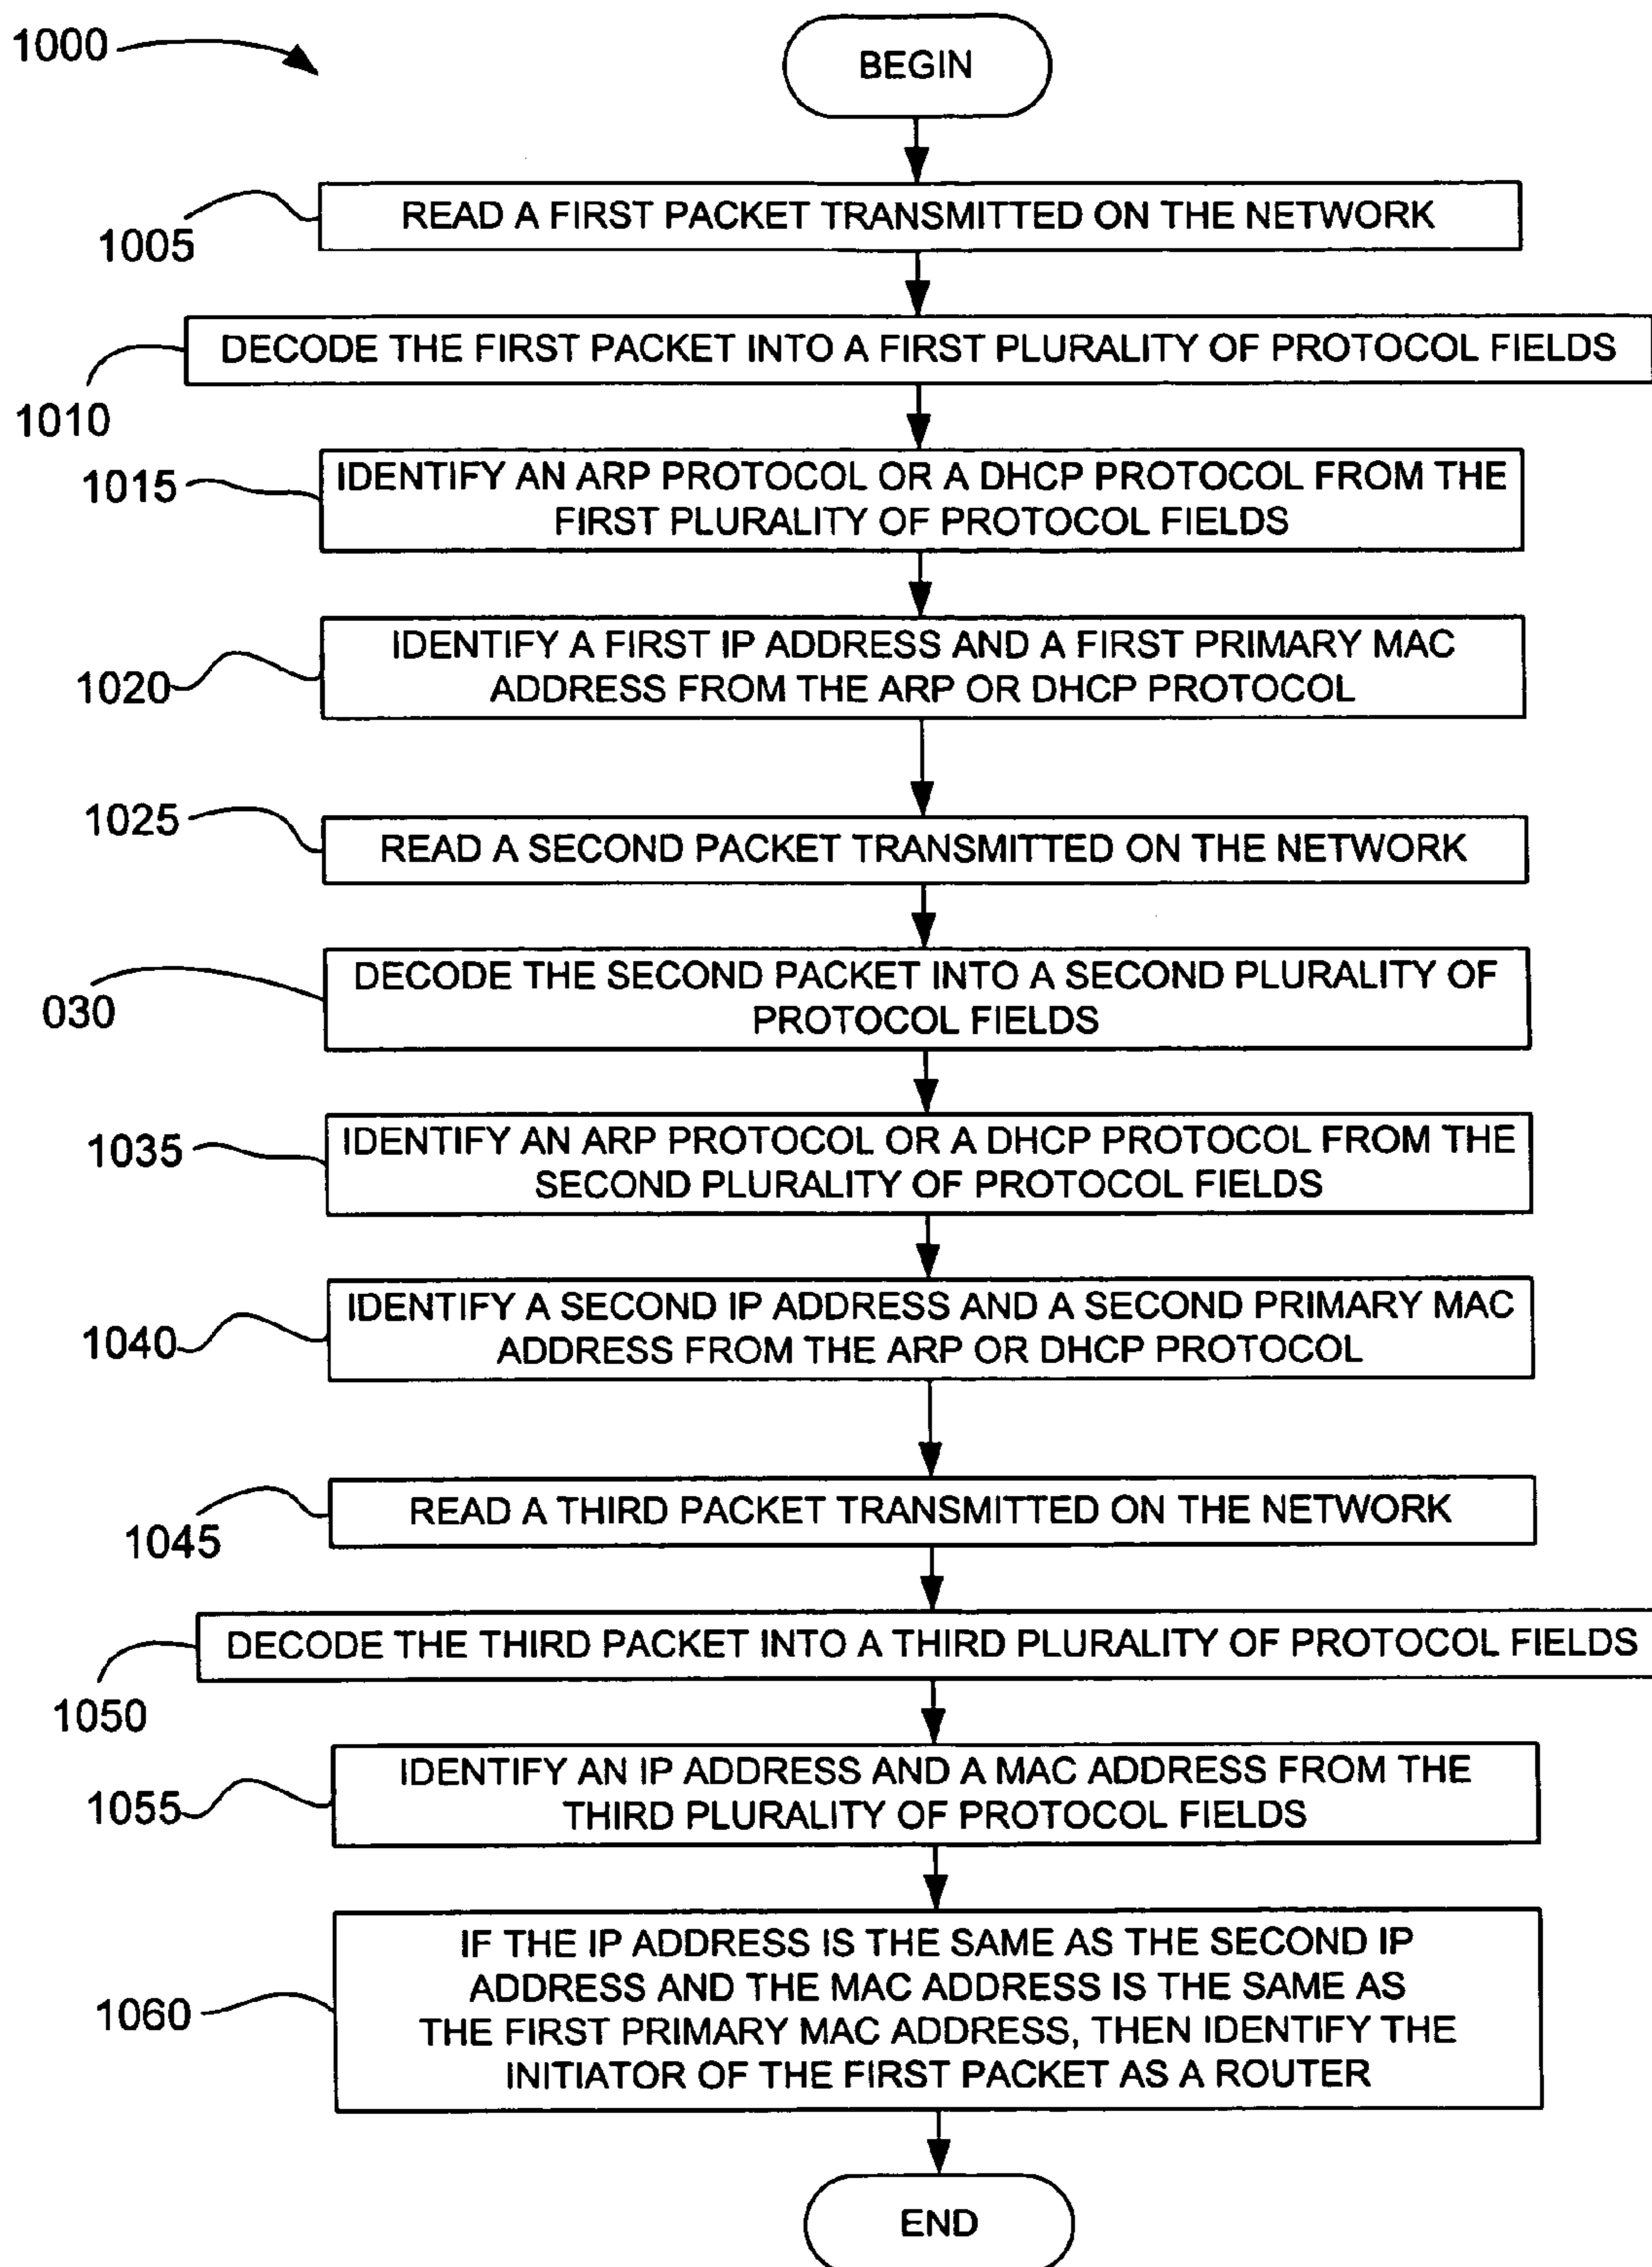 1000
BEGIN
READ A FIRST PACKET TRANSMITTED ON THE NETWORK
1005
DECODE THE FIRST PACKET INTO A FIRST PLURALITY OF PROTOCOL FIELDS
1010
1015
IDENTIFY AN ARP PROTOCOL OR A DHCP PROTOCOL FROM THE
FIRST PLURALITY OF PROTOCOL FIELDS
1020
IDENTIFY A FIRST IP ADDRESS AND A FIRST PRIMARY MAC
ADDRESS FROM THE ARP OR DHCP PROTOCOL
1025
READ A SECOND PACKET TRANSMITTED ON THE NETWORK
030
DECODE THE SECOND PACKET INTO A SECOND PLURALITY OF
PROTOCOL FIELDS
1035
IDENTIFY AN ARP PROTOCOL OR A DHCP PROTOCOL FROM THE
SECOND PLURALITY OF PROTOCOL FIELDS
1040
IDENTIFY A SECOND IP ADDRESS AND A SECOND PRIMARY MAC
ADDRESS FROM THE ARP OR DHCP PROTOCOL
READ A THIRD PACKET TRANSMITTED ON THE NETWORK
1045
DECODE THE THIRD PACKET INTO A THIRD PLURALITY OF PROTOCOL FIELDS
1050
1055
IDENTIFY AN IP ADDRESS AND A MAC ADDRESS FROM THE
THIRD PLURALITY OF PROTOCOL FIELDS
1060
IF THE IP ADDRESS IS THE SAME AS THE SECOND IP
ADDRESS AND THE MAC ADDRESS IS THE SAME AS
THE FIRST PRIMARY MAC ADDRESS, THEN IDENTIFY THE
INITIATOR OF THE FIRST PACKET AS A ROUTER
END